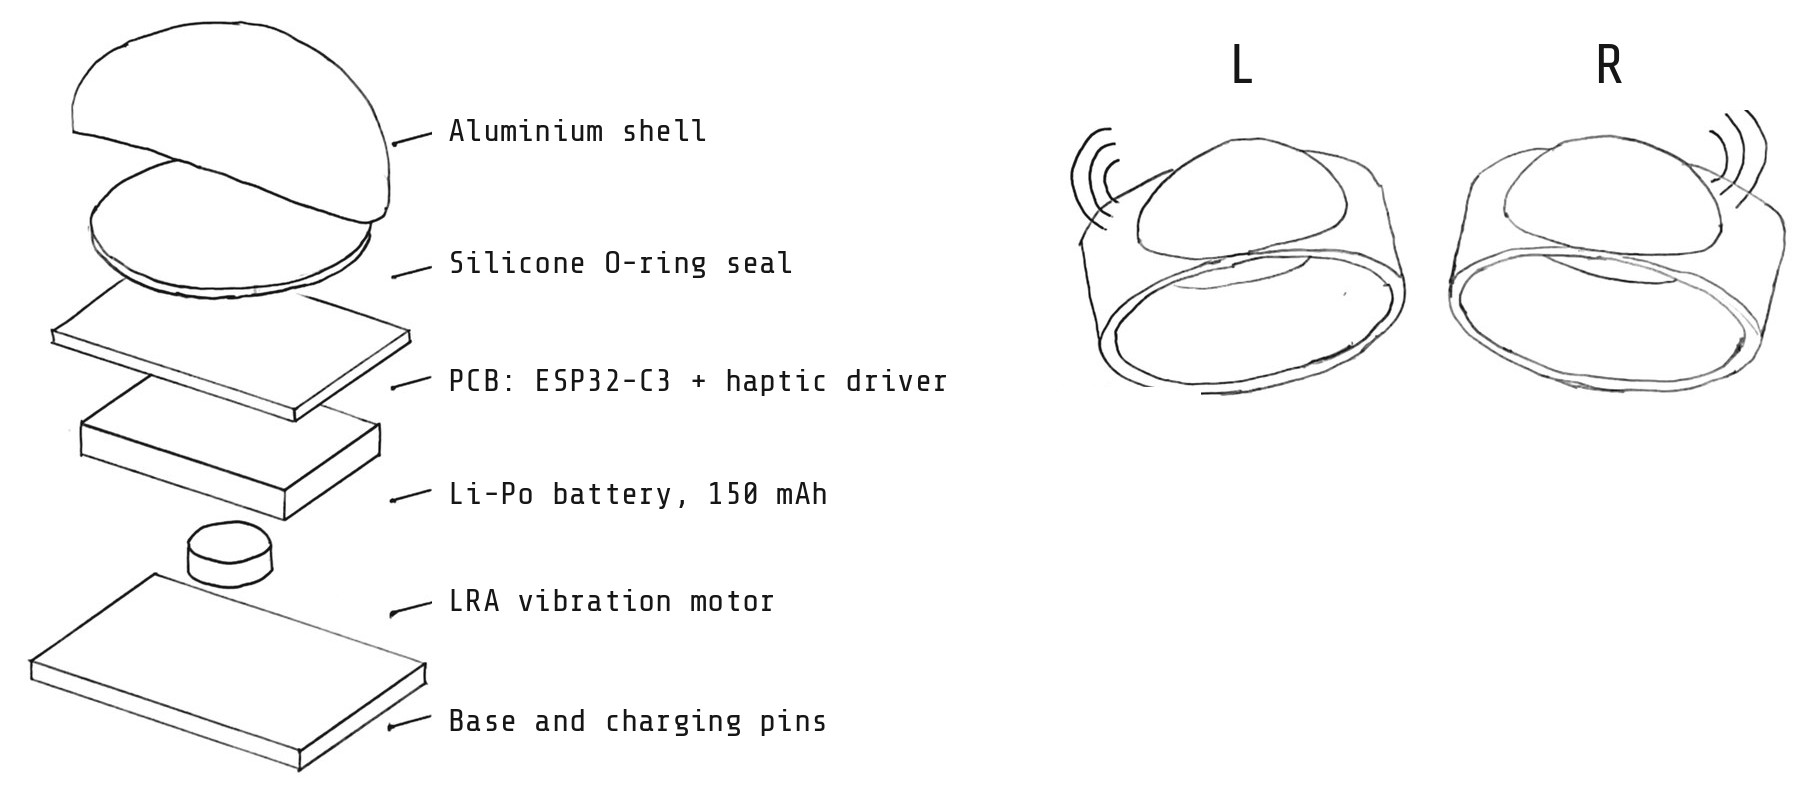 Aluminium shell
Silicone O-ring seal
PCB: ESP32-C3 + haptic driver
Li-Po battery, 150 mAh
LRA vibration motor
Base and charging pins
L
R